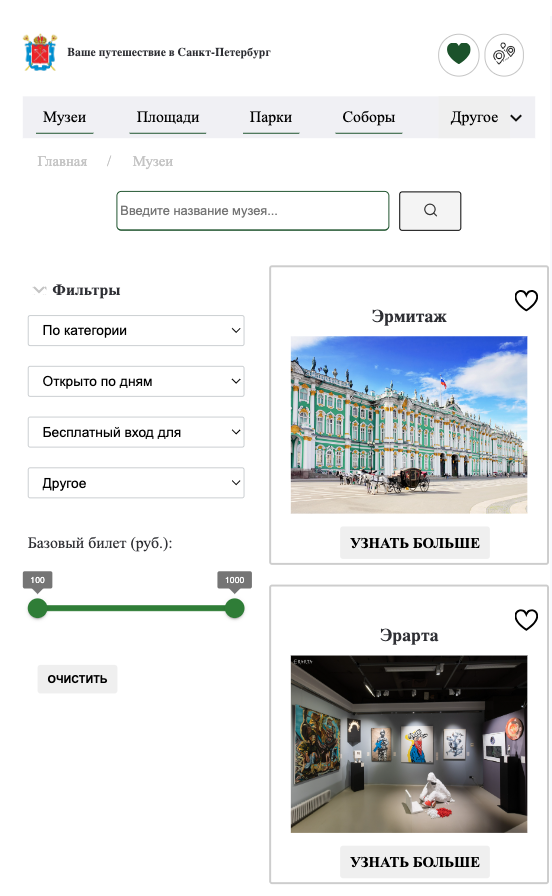 Ваше путешествие в Санкт-Петербург
Музеи Площади Парки Соборы Другое
Главная / Музеи
Введите название музея...
Фильтры
По категории
Открыто по дням
Бесплатный вход для
Другое
Базовый билет (руб.):
100 1000
ОЧИСТИТЬ
Эрмитаж
УЗНАТЬ БОЛЬШЕ
Эрарта
ERARTA
УЗНАТЬ БОЛЬШЕ